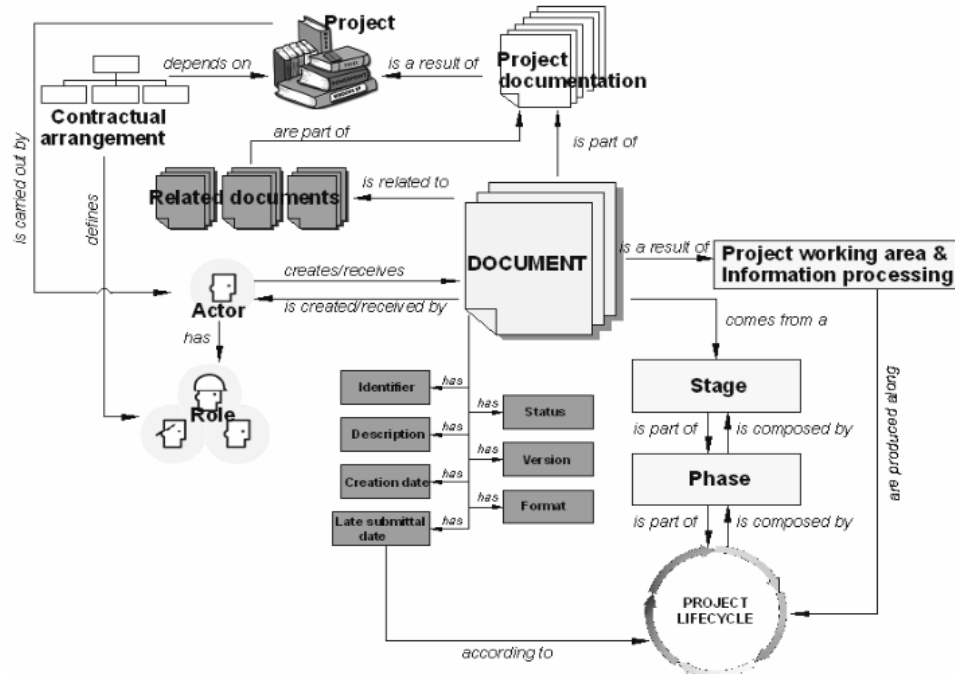 Project
depends on
is a result of
Project
documentation
Contractual
arrangement
are part of
is part of
is carried out by
defines
Related documents
is related to
DOCUMENT
is a result of
Project working area &
Information processing
creates/receives
is created/received by
Actor
has
comes from a
Role
Identifier
has
Stage
has
Status
Description
has
is part of
is composed by
has
Version
Creation date
has
Phase
has
Format
Late submittal
date
has
is part of
is composed by
are produced along
PROJECT
LIFECYCLE
according to